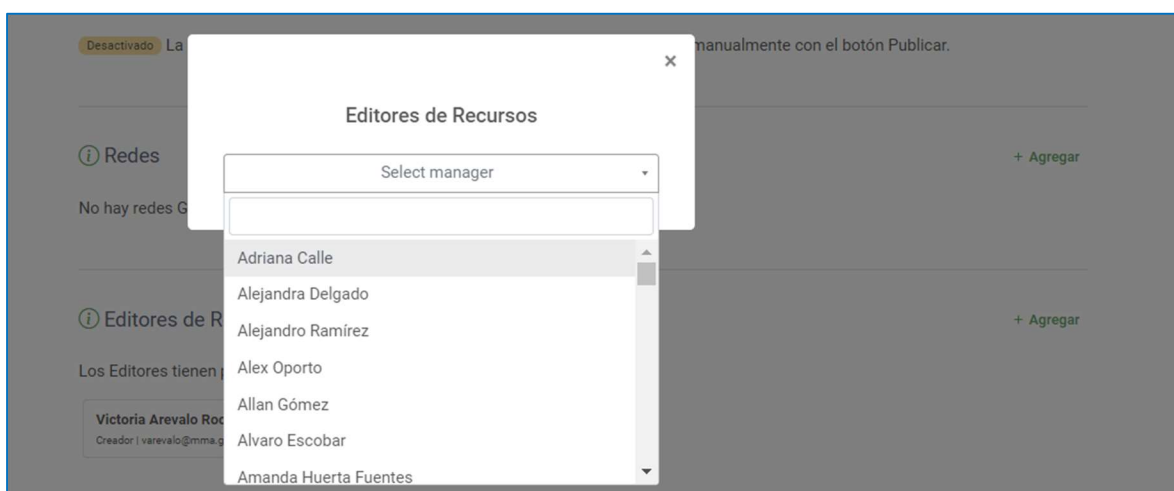 Desactivado La
manualmente con el botón Publicar.
×
Editores de Recursos
Redes
+ Agregar
Select manager
No hay redes G
Adriana Calle
Alejandra Delgado
Editores de R
+ Agregar
Alejandro Ramírez
Los Editores tienen
Alex Oporto
Allan Gómez
Victoria Arevalo Roc
Creador | varevalo@mma.g
Alvaro Escobar
Amanda Huerta Fuentes